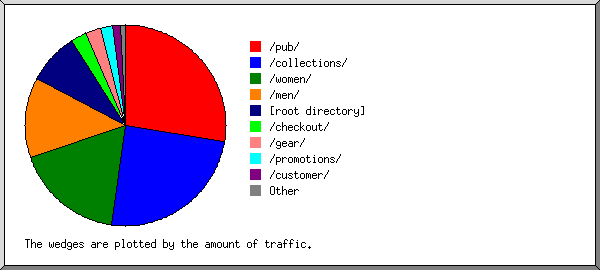 /pub/
/collections/
/women/
/men/
[root directory]
/checkout/
/gear/
/promotions/
/customer/
Other
The wedges are plotted by the amount of traffic.